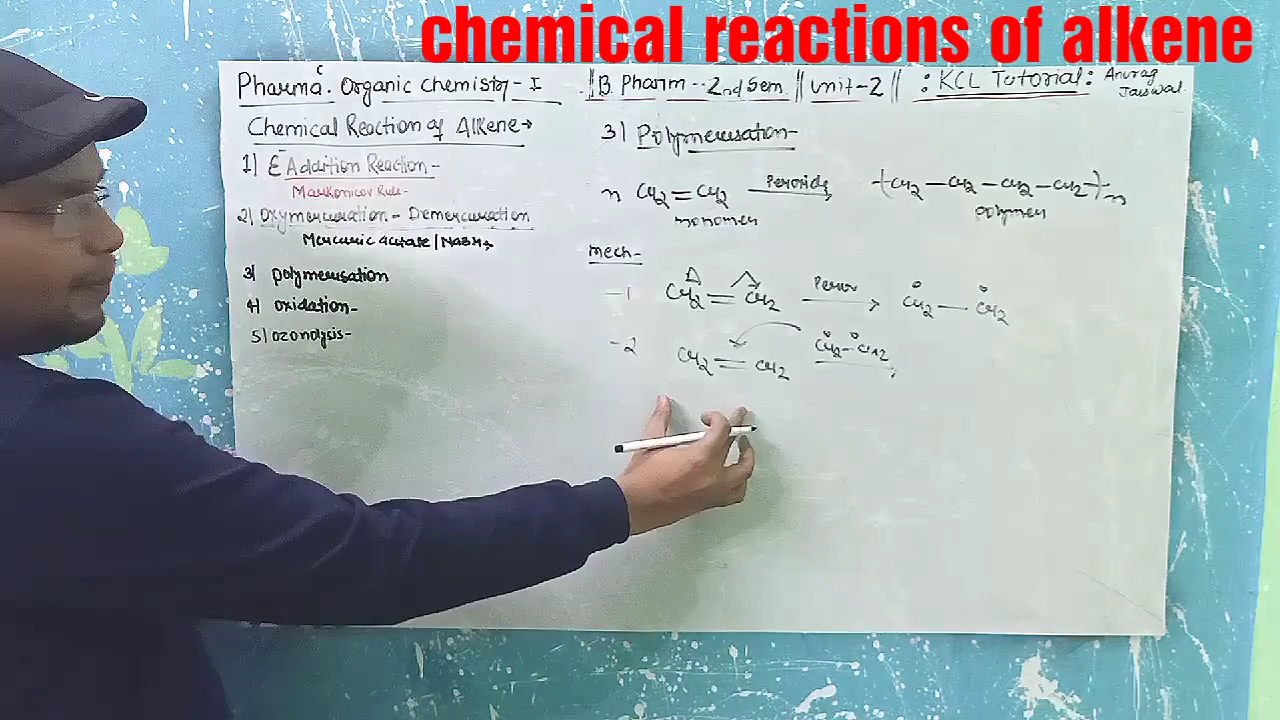 chemical reactions of alkene
Pharma. Organic chemistry-I || B. Pharm - 2nd Sem || Unit-2 || : KCL Tutorial : Anurag Jaiswal
Chemical Reaction of Alkene→
1) E⁻ Addition Reaction-
Markonicov Rule-
2) Oxymercuration - Demercuration
Mercuric acetate / NaBH₄
3) polymerisation
4) oxidation-
5) ozonolysis-
3) Polymerisation-
n CH₂=CH₂ Peroxide → (CH₂—CH₂—CH₂—CH₂)n
monomer polymer
mech-
-1 CH₂=CH₂ Perox → CH₂—CH₂
-2 CH₂=CH₂ CH₂-CH₂ →